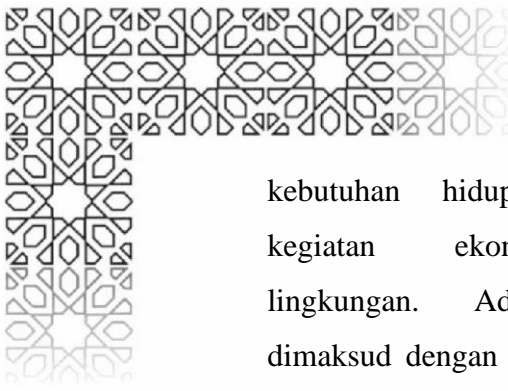 kebutuhan hidup
kegiatan
lingkungan.
dimaksud dengan